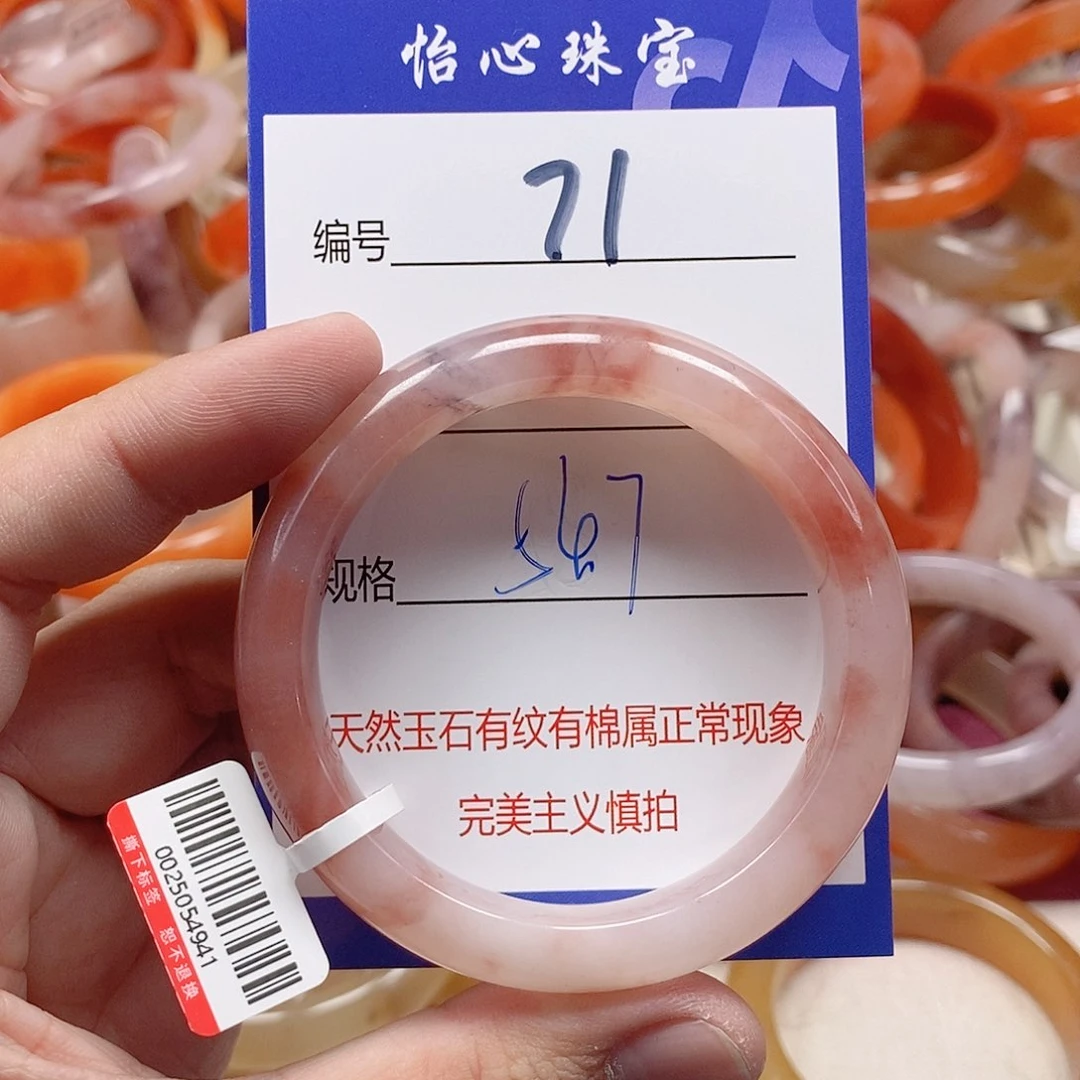 怡心珠宝
编号 71
规格 567
天然玉石有纹有棉属正常现象
完美主义慎拍
0025054941
撕下标签 恕不退换